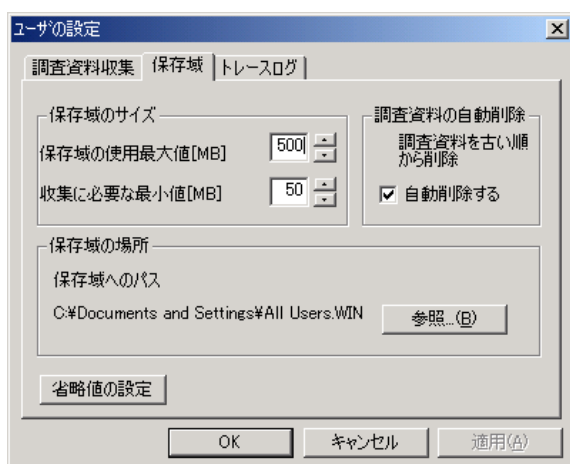 ユーザの設定
調査資料収集 保存域 トレースログ
保存域のサイズ
保存域の使用最大値[MB] 500
収集に必要な最小値[MB] 50
調査資料の自動削除
調査資料を古い順
から削除
自動削除する
保存域の場所
保存域へのパス
C:¥Documents and Settings¥All Users.WIN
参照...(B)
省略値の設定
OK キャンセル 適用(A)